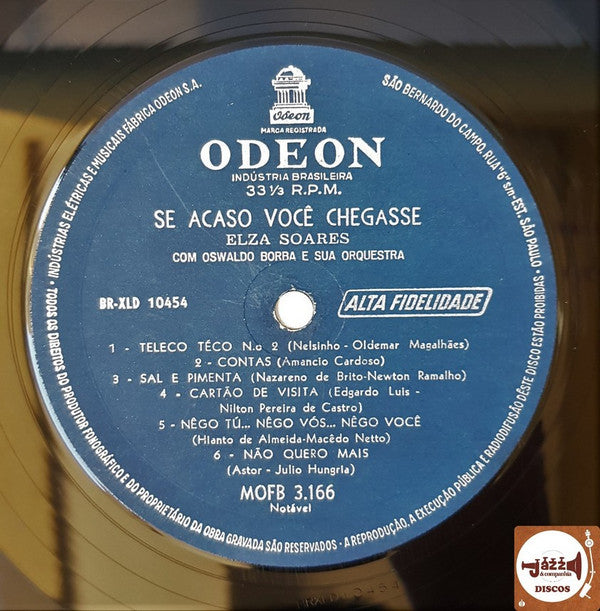 Odeon
MARCA REGISTRADA
ODEON
INDÚSTRIA BRASILEIRA
33 1/3 R.P.M.
SE ACASO VOCÊ CHEGASSE
ELZA SOARES
COM OSWALDO BORBA E SUA ORQUESTRA
BR-XLD 10454
ALTA FIDELIDADE
1 - TELECO TÉCO N.o 2 (Nelsinho - Oldemar Magalhães)
2 - CONTAS (Amancio Cardoso)
3 - SAL E PIMENTA (Nazareno de Brito-Newton Ramalho)
4 - CARTÃO DE VISITA (Edgardo Luis -
Nilton Pereira de Castro)
5 - NÊGO TÚ... NÊGO VÓS... NÊGO VOCÊ
(Hianto de Almeida-Macêdo Netto)
6 - NÃO QUERO MAIS
(Astor - Julio Hungria)
MOFB 3.166
Notável
INDÚSTRIAS ELÉTRICAS E MUSICAIS FÁBRICA ODEON S.A.
SÃO BERNARDO DO CAMPO, RUA "6" s/n-EST. SÃO PAULO
• TODOS OS DIREITOS DO PRODUTOR FONOGRÁFICO E DO PROPRIETÁRIO DA OBRA GRAVADA SÃO RESERVADOS - A REPRODUÇÃO, A EXECUÇÃO PÚBLICA E RADIODIFUSÃO DÊSTE DISCO ESTÃO PROIBIDAS •
Jazz
& companhia
DISCOS